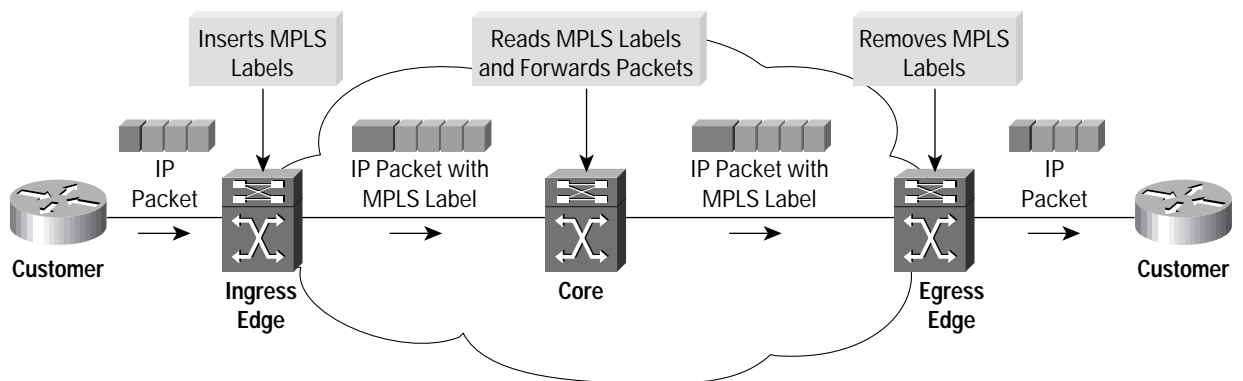 Inserts MPLS
Labels
Reads MPLS Labels
and Forwards Packets
Removes MPLS
Labels
IP
Packet
IP Packet with
MPLS Label
IP Packet with
MPLS Label
IP
Packet
Customer
Ingress
Edge
Core
Egress
Edge
Customer